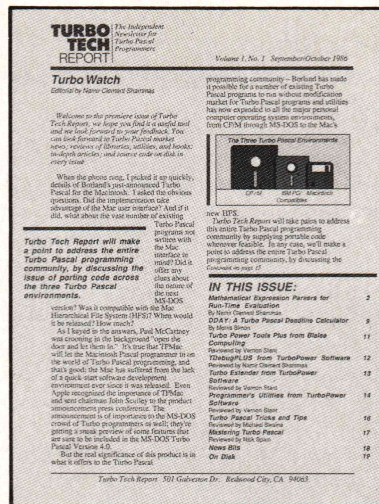 TURBO
TECH
REPORT
The Independent
Newsletter for
Turbo Pascal
Programmers
Volume 1, No. 1 September/October 1986
Turbo Watch
Editorial by Namir Clement Shammas
Welcome to the premiere issue of Turbo
Tech Report, we hope you find it a useful tool
and we look forward to your feedback. You
can look forward to Turbo Pascal market
news; reviews of libraries, utilities, and books;
in-depth articles; and source code on disk in
every issue.
When the phone rang, I picked it up quickly,
details of Borland's just-announced Turbo
Pascal for the Macintosh. I asked the obvious
questions. Did the implementation take
advantage of the Mac user interface? And if it
did, what about the vast number of existing
Turbo Pascal
programs not
written with
the Mac
interface in
mind? Did it
offer any
clues about
the nature of
the next
MS-DOS
version? Was it compatible with the Mac
Hierarchical File System (HFS)? When would
it be released? How much?
Turbo Tech Report will make
a point to address the entire
Turbo Pascal programming
community, by discussing the
issue of porting code across
the three Turbo Pascal
environments.
As I hayed in the answers, Paul McCartney
was crooning in the background "open the
door and let them in." It's true that TPMac
will let the Macintosh Pascal programmer in on
the world of Turbo Pascal programming, and
that's good; the Mac has suffered from the lack
of a quick-start software development
environment ever since it was released. Even
Apple recognized the importance of TPMac
and sent chairman John Sculley to the product
announcement press conference. The
announcement is of importance to the MS-DOS
crowd of Turbo programmers as well; they're
getting a sneak preview of some features that
are sure to be included in the MS-DOS Turbo
Pascal Version 4.0.
But the real significance of this product is in
what it offers to the Turbo Pascal
programming community – Borland has made
it possible for a number of existing Turbo
Pascal programs to run without modification
market for Turbo Pascal programs and utilities
has now expanded to all the major personal
computer operating system environments,
from CP/M through MS-DOS to the Mac's
The Three Turbo Pascal Environments
CP/M
IBM PC/
Compatibles
Macintosh
new HFS.
Turbo Tech Report will take pains to address
this entire Turbo Pascal programming
community by supplying portable code
whenever feasible. In any case, we'll make a
point to address the entire Turbo Pascal
programming community, by discussing the
Continues on page 15
IN THIS ISSUE:
Mathematical Expression Parsers for 2
Run-Time Evaluation
By Namir Clement Shammas
DDAY: A Turbo Pascal Deadline Calculator 9
By Morris Simon
Turbo Power Tools Plus from Blaise 11
Computing
Reviewed by Vernon Stant
TDebugPLUS from TurboPower Software 12
Reviewed by Namir Clement Shammas
Turbo Extender from TurboPower 13
Software
Reviewed by Vernon Stant
Programmer's Utilities from TurboPower 14
Software
Reviewed by Vernon Stant
Turbo Pascal Tricks and Tips 16
Reviewed by Michael Swaine
Mastering Turbo Pascal 17
Reviewed by Nick Spain
News Bits 18
On Disk 19
Turbo Tech Report 501 Galveston Dr. Redwood City, CA 94063